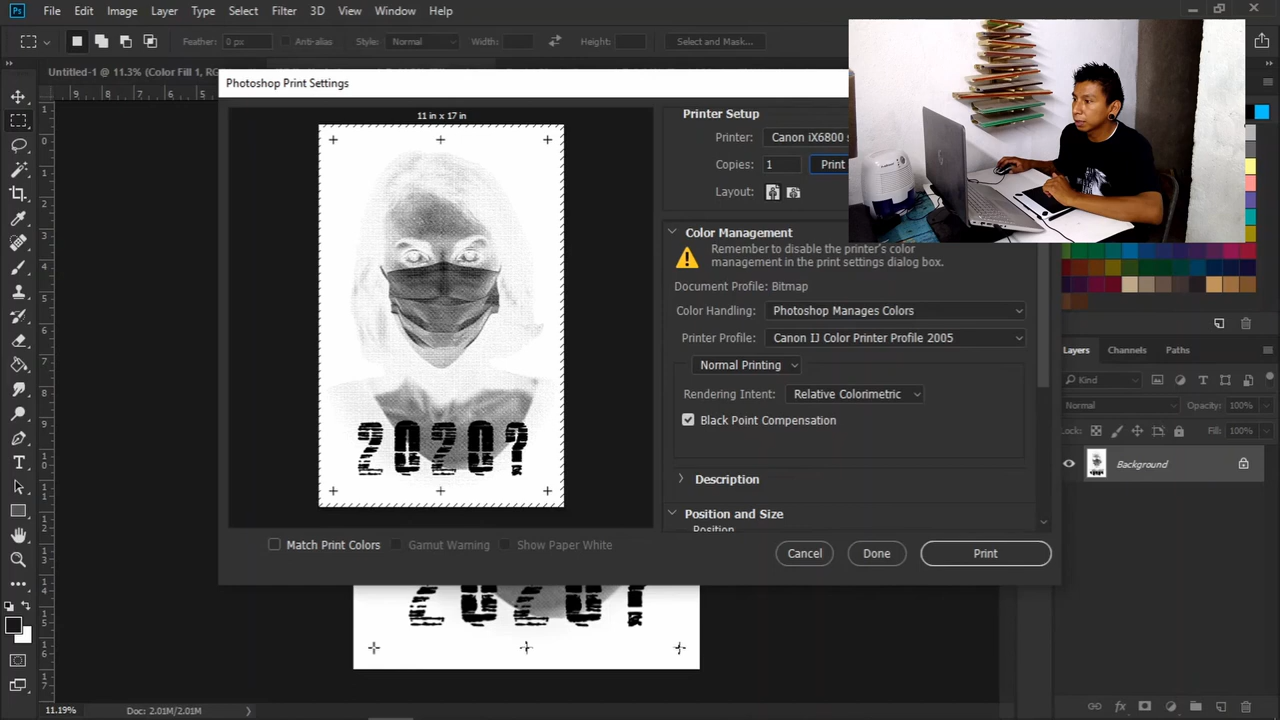 Ps File Edit Image Layer Type Select Filter 3D View Window Help
Feather: 0 px Anti-alias Style: Normal Width: Height: Select and Mask...
Untitled-1 @ 11.3% (Color Fill 1, RG
Photoshop Print Settings
11 in x 17 in
2020?
Match Print Colors Gamut Warning Show Paper White
Printer Setup
Printer: Canon iX6800 s
Copies: 1 Print
Layout:
Color Management
Remember to disable the printer's color
management in the print settings dialog box.
Document Profile: Bitmap
Color Handling: Photoshop Manages Colors
Printer Profile: Canon IJ Color Printer Profile 2005
Normal Printing
Rendering Intent: Relative Colorimetric
Black Point Compensation
Description
Position and Size
Position
Cancel Done Print
Layers Channels Paths
Kind
Normal Opacity: 100%
Lock: Fill: 100%
Background
2020?
11.19% Doc: 2.01M/2.01M